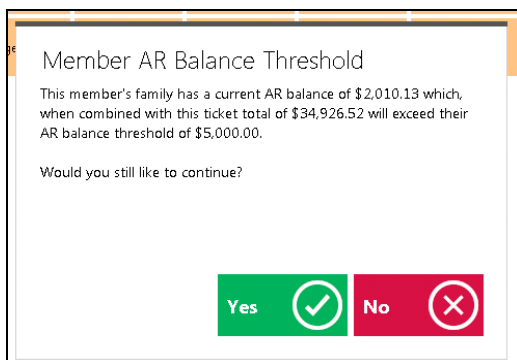 ge
Member AR Balance Threshold
This member's family has a current AR balance of $2,010.13 which,
when combined with this ticket total of $34,926.52 will exceed their
AR balance threshold of $5,000.00.
Would you still like to continue?
Yes
No